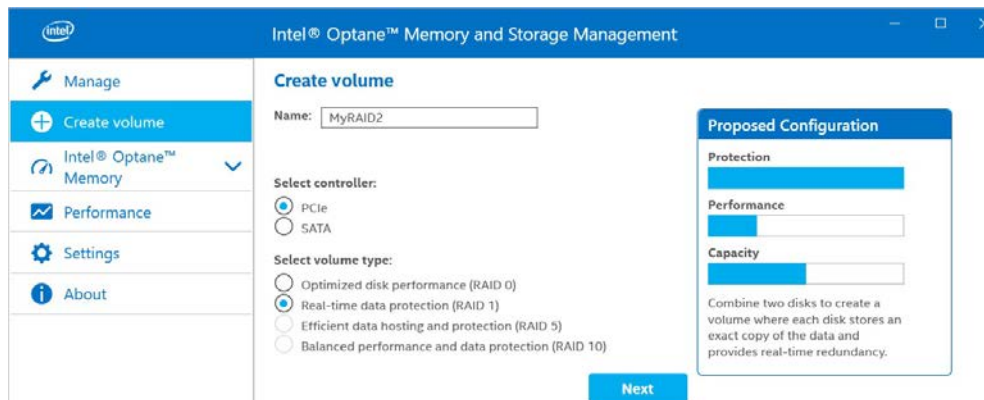 intel
Intel® Optane™ Memory and Storage Management
Manage
Create volume
Intel® Optane™
Memory
Performance
Settings
About
Create volume
Name: MyRAID2
Select controller:
PCIe
SATA
Select volume type:
Optimized disk performance (RAID 0)
Real-time data protection (RAID 1)
Efficient data hosting and protection (RAID 5)
Balanced performance and data protection (RAID 10)
Next
Proposed Configuration
Protection
Performance
Capacity
Combine two disks to create a
volume where each disk stores an
exact copy of the data and
provides real-time redundancy.